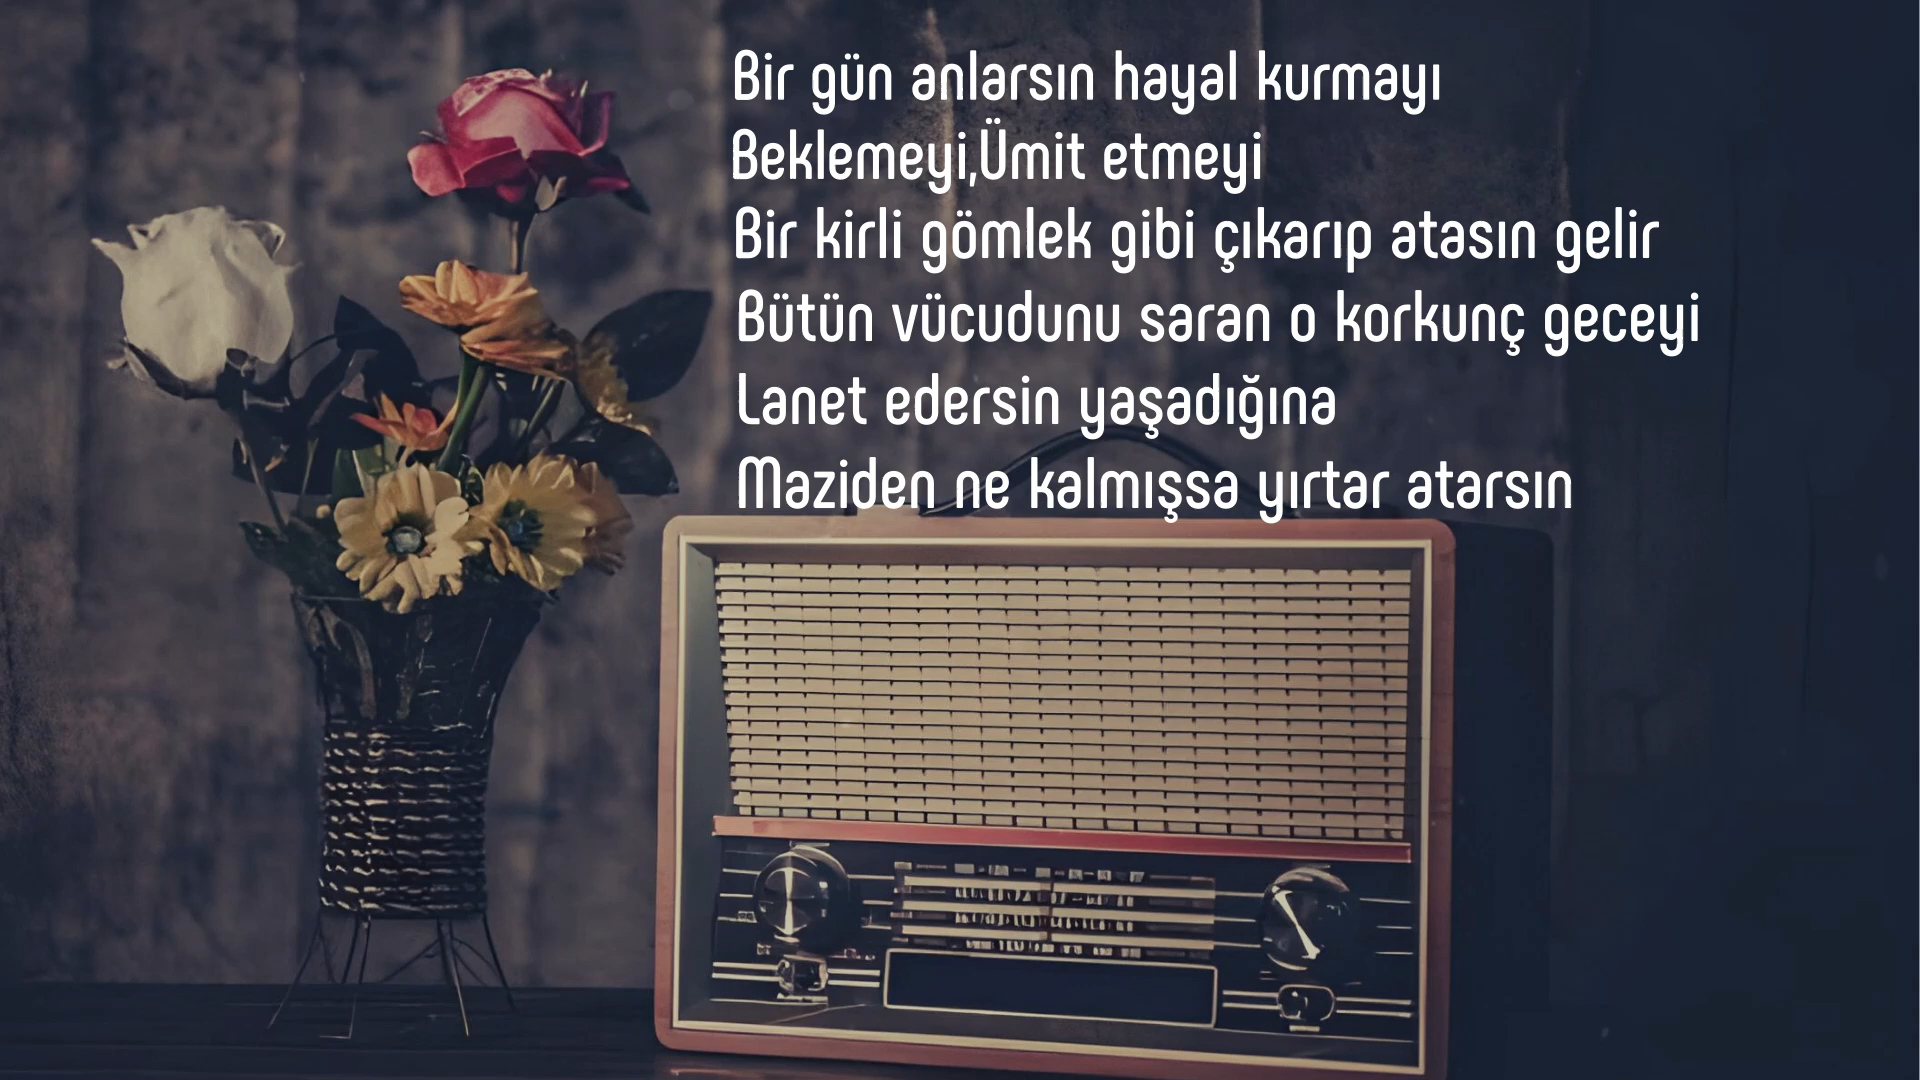 Bir gün anlarsın hayal kurmayı
Beklemeyi,Ümit etmeyi
Bir kirli gömlek gibi çıkarıp atasın gelir
Bütün vücudunu saran o korkunç geceyi
Lanet edersin yaşadığına
Maziden ne kalmışsa yırtar atarsın